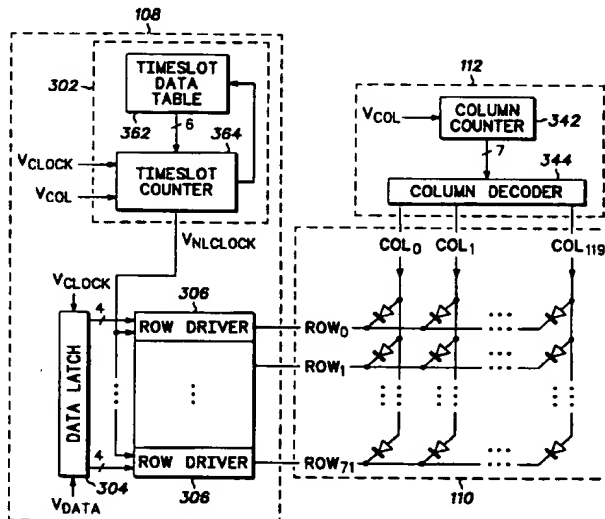 108
302
TIMESLOT
DATA
TABLE
362
6
364
VCLOCK
TIMESLOT
COUNTER
VCOL
VNLCLOCK
112
VCOL
COLUMN
COUNTER
342
7
344
COLUMN DECODER
COL0 COL1 COL119
VCLOCK
4
306
ROW DRIVER
ROW0
ROW1
DATA LATCH
4
ROW DRIVER
ROW71
304
306
VDATA
110